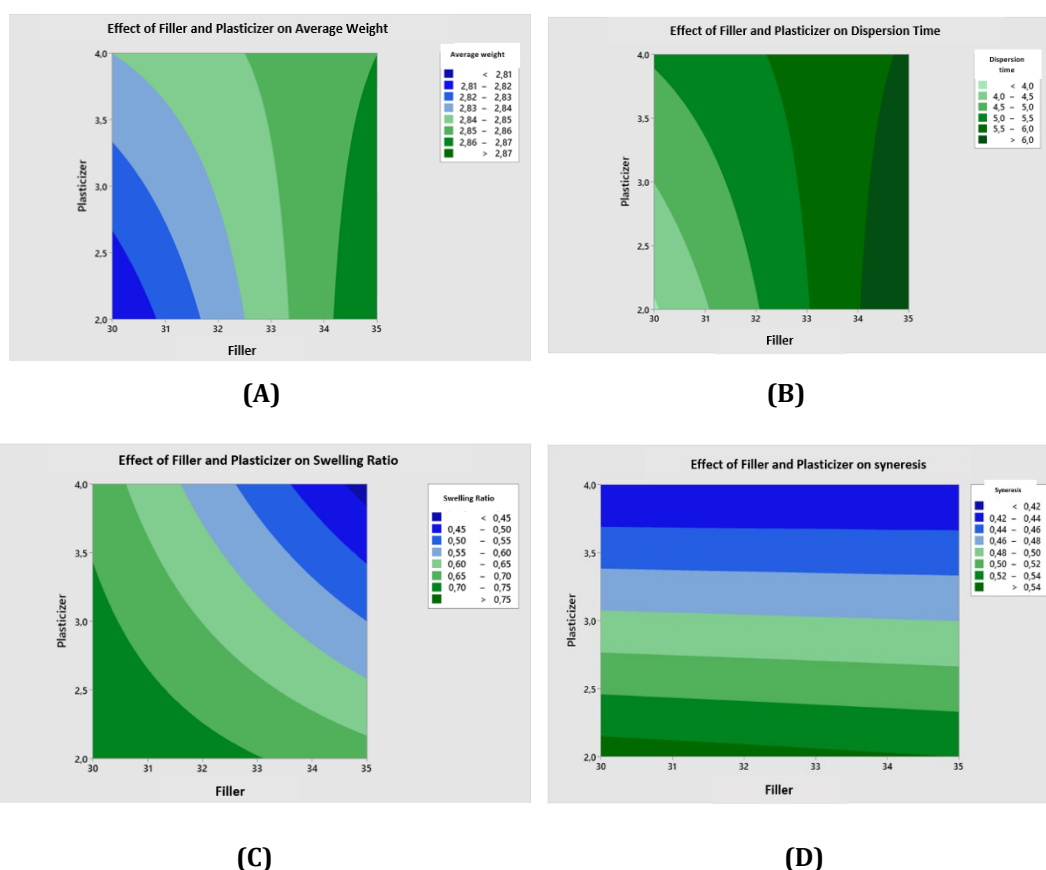 Effect of Filler and Plasticizer on Average Weight
Average weight
< 2,81
2,81 – 2,82
2,82 – 2,83
2,83 – 2,84
2,84 – 2,85
2,85 – 2,86
2,86 – 2,87
> 2,87
4,0
3,5
3,0
2,5
2,0
Plasticizer
30 31 32 33 34 35
Filler
(A)
Effect of Filler and Plasticizer on Dispersion Time
Dispersion
time
< 4,0
4,0 – 4,5
4,5 – 5,0
5,0 – 5,5
5,5 – 6,0
> 6,0
4,0
3,5
3,0
2,5
2,0
Plasticizer
30 31 32 33 34 35
Filler
(B)
Effect of Filler and Plasticizer on Swelling Ratio
Swelling Ratio
< 0,45
0,45 – 0,50
0,50 – 0,55
0,55 – 0,60
0,60 – 0,65
0,65 – 0,70
0,70 – 0,75
> 0,75
4,0
3,5
3,0
2,5
2,0
Plasticizer
30 31 32 33 34 35
Filler
(C)
Effect of Filler and Plasticizer on syneresis
Syneresis
< 0,42
0,42 – 0,44
0,44 – 0,46
0,46 – 0,48
0,48 – 0,50
0,50 – 0,52
0,52 – 0,54
> 0,54
4,0
3,5
3,0
2,5
2,0
Plasticizer
30 31 32 33 34 35
Filler
(D)